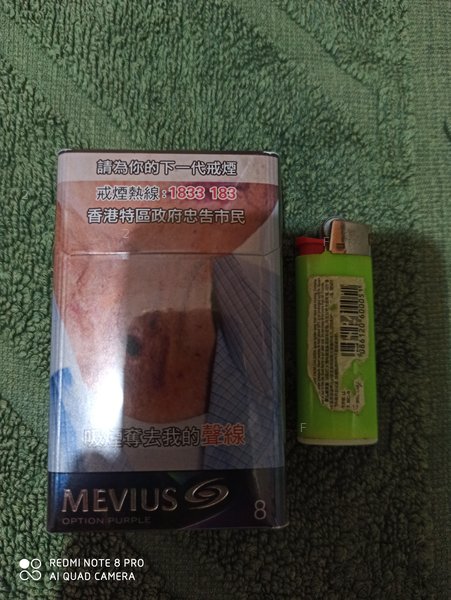 請為你的下一代戒煙
戒煙熱線:1833 183
香港特區政府忠告市民
奪去我的聲線
MEVIUS
OPTION PURPLE
8
REDMI NOTE 8 PRO
AI QUAD CAMERA